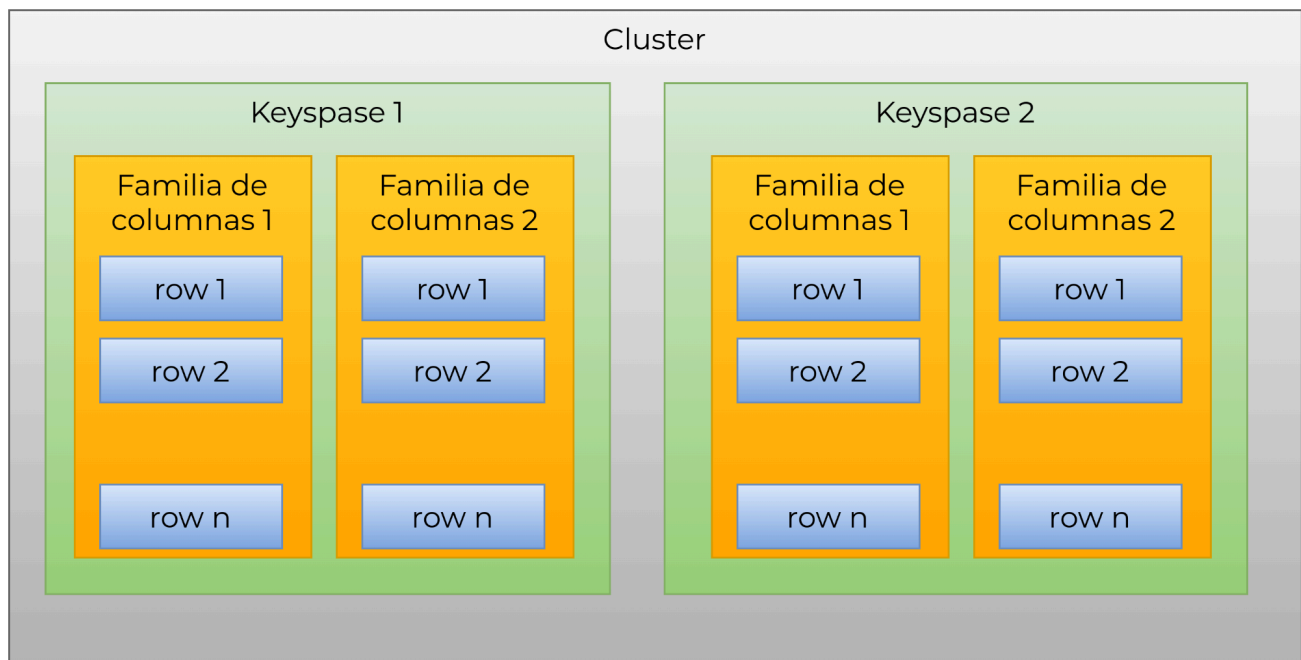 Cluster
Keyspase 1
Familia de
columnas 1
row 1
row 2
row n
Familia de
columnas 2
row 1
row 2
row n
Keyspase 2
Familia de
columnas 1
row 1
row 2
row n
Familia de
columnas 2
row 1
row 2
row n